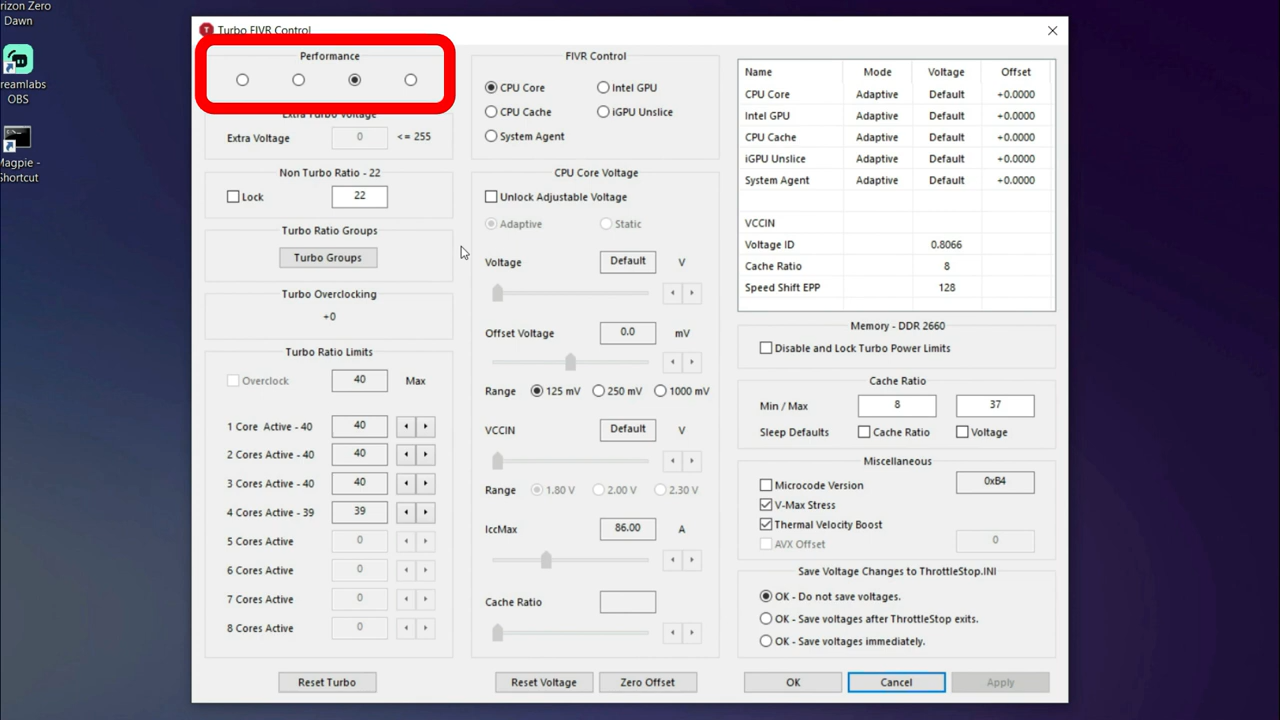 rizon Zero
Dawn
reamlabs
OBS
Magpie -
Shortcut
T Turbo FIVR Control
Performance
Extra Turbo Voltage
Extra Voltage 0 <= 255
Non Turbo Ratio - 22
Lock 22
Turbo Ratio Groups
Turbo Groups
Turbo Overclocking
+0
Turbo Ratio Limits
Overclock 40 Max
1 Core Active - 40 40
2 Cores Active - 40 40
3 Cores Active - 40 40
4 Cores Active - 39 39
5 Cores Active 0
6 Cores Active 0
7 Cores Active 0
8 Cores Active 0
Reset Turbo
FIVR Control
CPU Core Intel GPU
CPU Cache iGPU Unslice
System Agent
CPU Core Voltage
Unlock Adjustable Voltage
Adaptive Static
Voltage Default V
Offset Voltage 0.0 mV
Range 125 mV 250 mV 1000 mV
VCCIN Default V
Range 1.80 V 2.00 V 2.30 V
IccMax 86.00 A
Cache Ratio
Reset Voltage Zero Offset
Name Mode Voltage Offset
CPU Core Adaptive Default +0.0000
Intel GPU Adaptive Default +0.0000
CPU Cache Adaptive Default +0.0000
iGPU Unslice Adaptive Default +0.0000
System Agent Adaptive Default +0.0000
VCCIN
Voltage ID 0.8066
Cache Ratio 8
Speed Shift EPP 128
Memory - DDR 2660
Disable and Lock Turbo Power Limits
Cache Ratio
Min / Max 8 37
Sleep Defaults Cache Ratio Voltage
Miscellaneous
Microcode Version 0xB4
V-Max Stress
Thermal Velocity Boost
AVX Offset 0
Save Voltage Changes to ThrottleStop.INI
OK - Do not save voltages.
OK - Save voltages after ThrottleStop exits.
OK - Save voltages immediately.
OK Cancel Apply